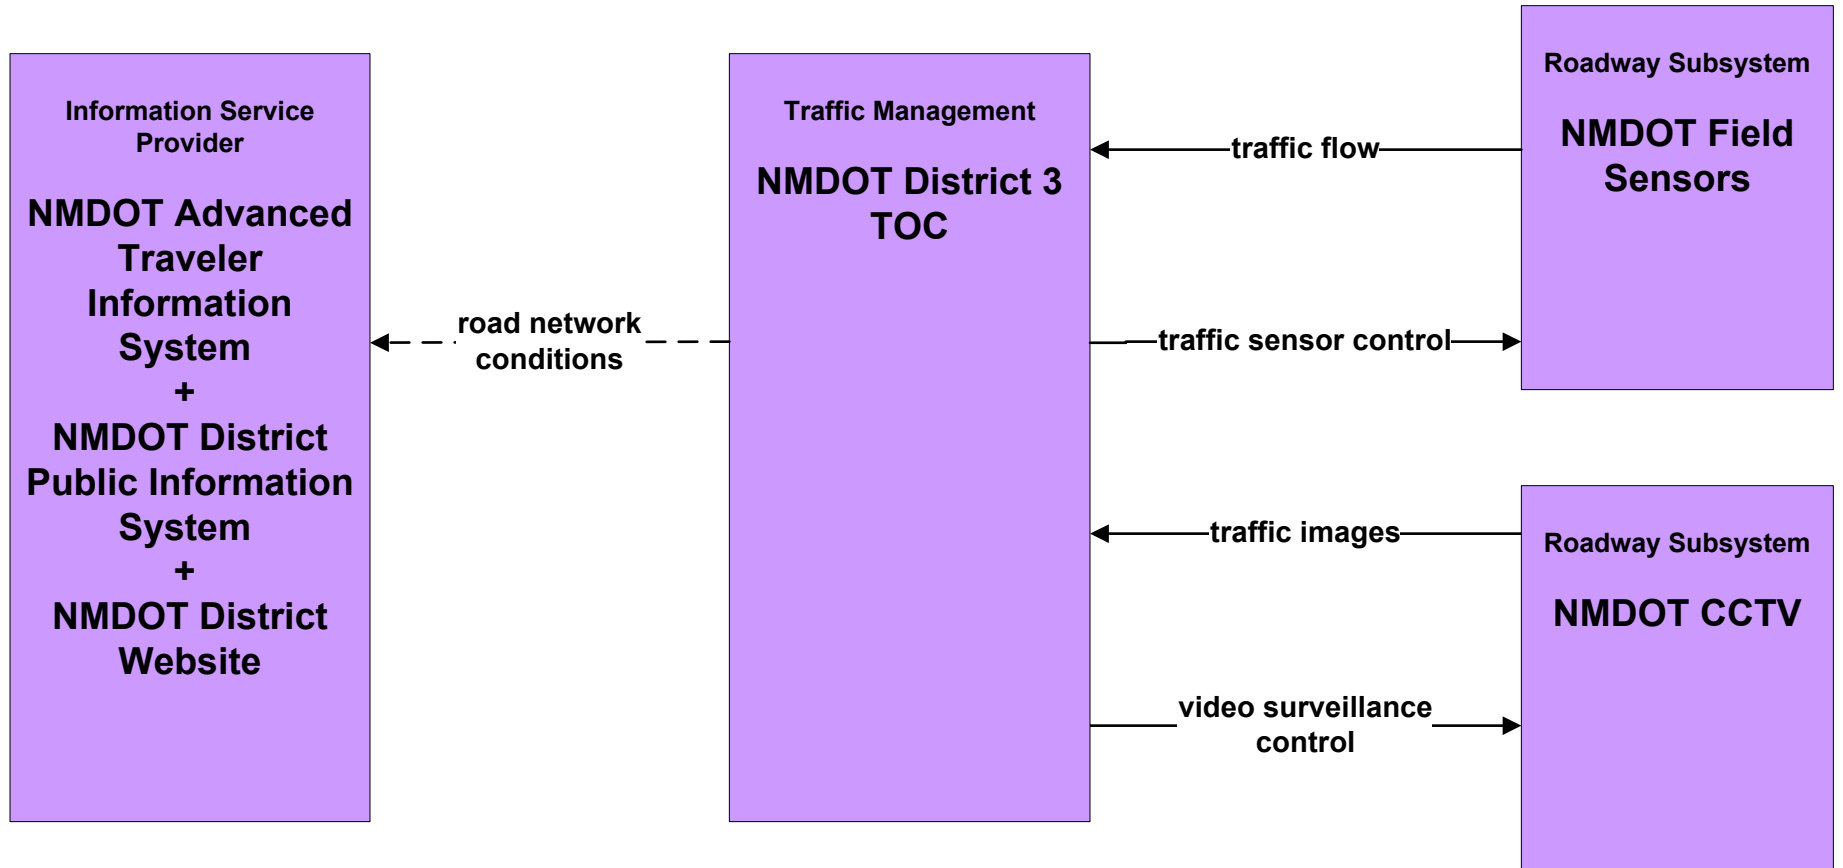 Information Service
Provider
NMDOT Advanced
Traveler
Information
System
+
NMDOT District
Public Information
System
+
NMDOT District
Website
road network
conditions
Traffic Management
NMDOT District 3
TOC
traffic flow
traffic sensor control
traffic images
video surveillance
control
Roadway Subsystem
NMDOT Field
Sensors
Roadway Subsystem
NMDOT CCTV